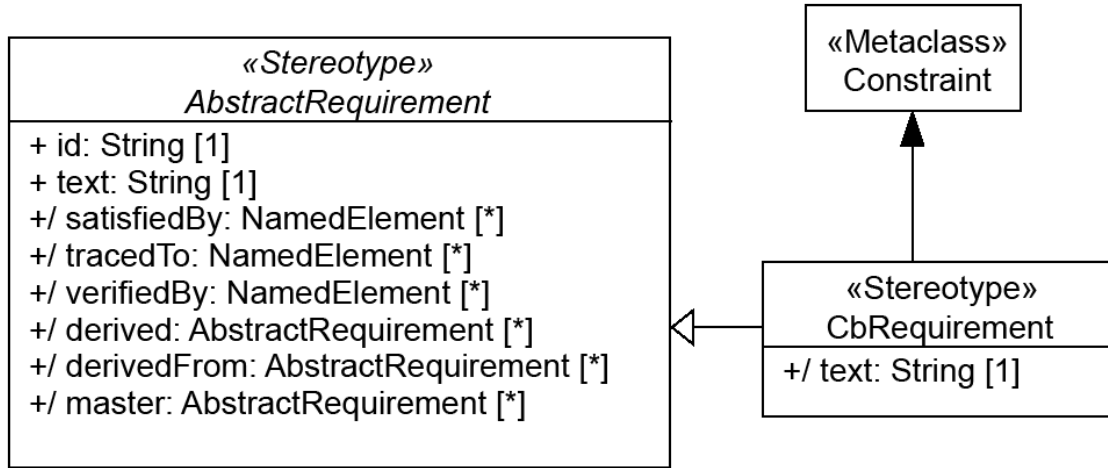 «Stereotype»
AbstractRequirement
+ id: String [1]
+ text: String [1]
+/ satisfiedBy: NamedElement [*]
+/ tracedTo: NamedElement [*]
+/ verifiedBy: NamedElement [*]
+/ derived: AbstractRequirement [*]
+/ derivedFrom: AbstractRequirement [*]
+/ master: AbstractRequirement [*]
«Metaclass»
Constraint
«Stereotype»
CbRequirement
+/ text: String [1]